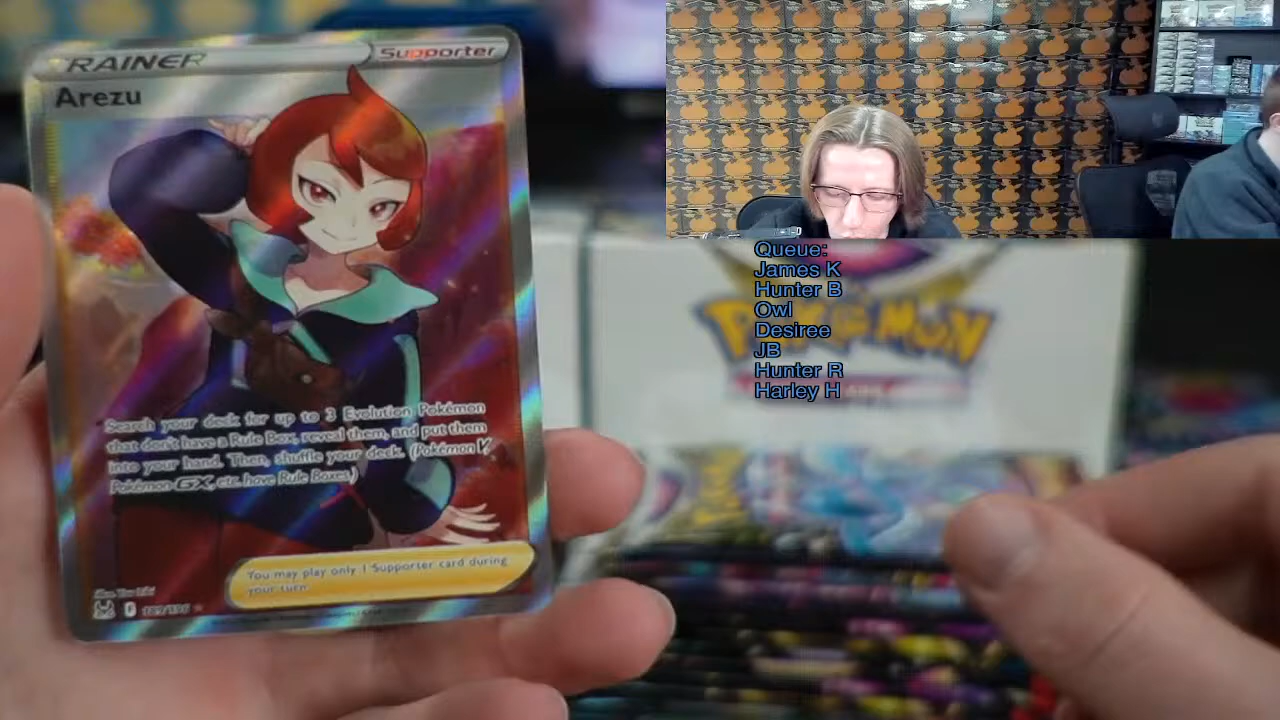 TRAINER Supporter
Arezu
Search your deck for up to 3 Evolution Pokémon
that don't have a Rule Box, reveal them, and put them
into your hand. Then, shuffle your deck. (Pokémon V,
Pokémon GX, etc. have Rule Boxes.)
You may play only 1 Supporter card during
your turn.
189/196
Queue:
James K
Hunter B
Owl
Desiree
JB
Hunter R
Harley H
POKéMON